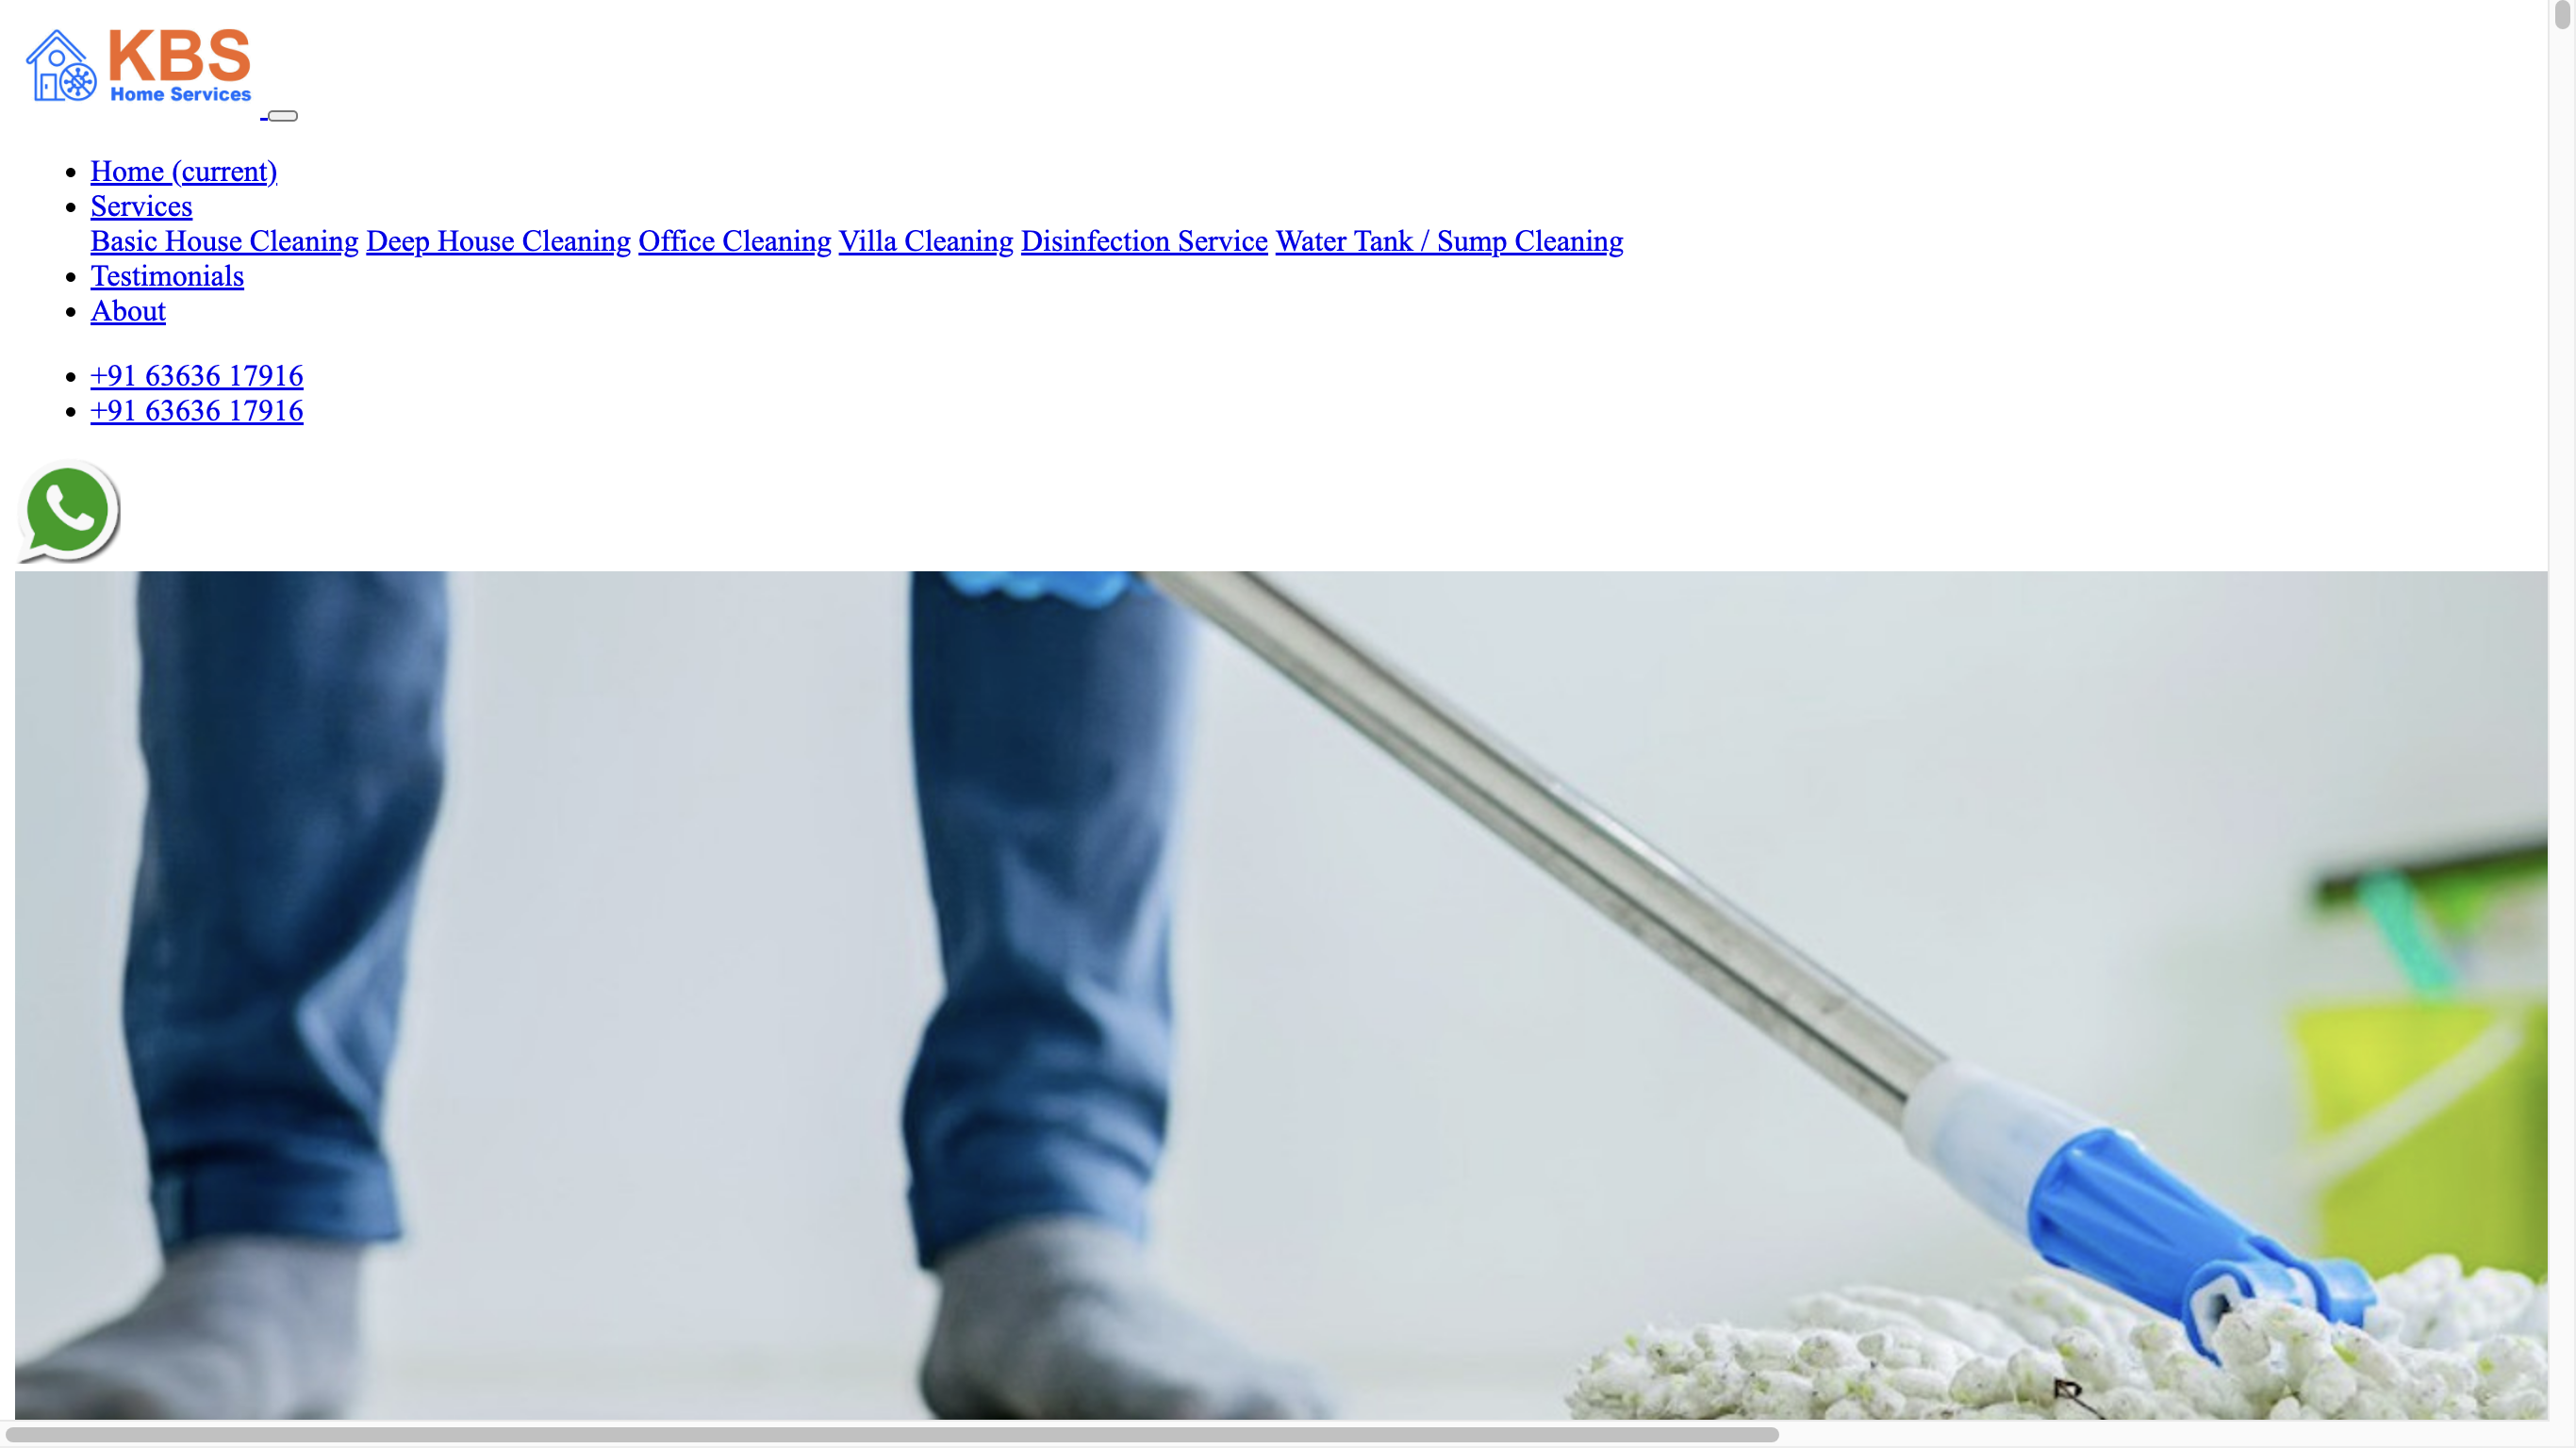 KBS
Home Services
Home (current)
Services
Basic House Cleaning Deep House Cleaning Office Cleaning Villa Cleaning Disinfection Service Water Tank / Sump Cleaning
Testimonials
About
+91 63636 17916
+91 63636 17916